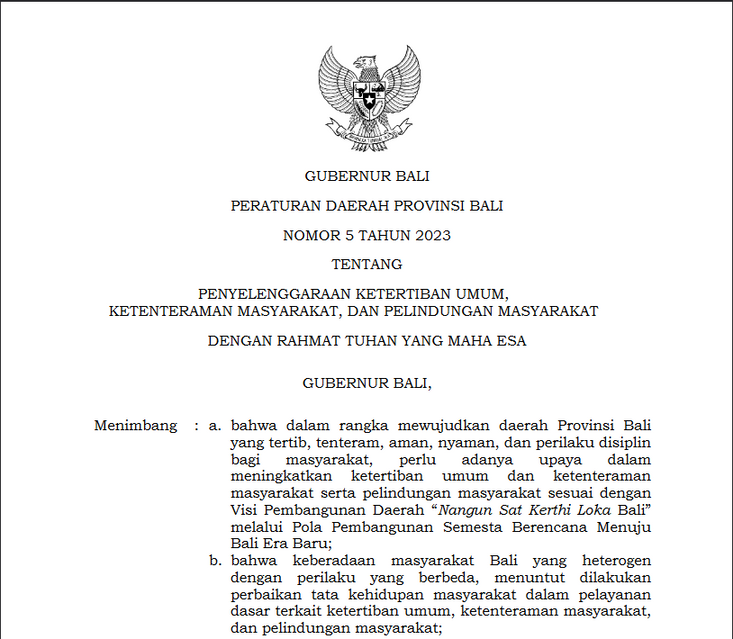 GUBERNUR BALI
PERATURAN DAERAH PROVINSI BALI
NOMOR 5 TAHUN 2023
TENTANG
PENYELENGGARAAN KETERTIBAN UMUM,
KETENTERAMAN MASYARAKAT, DAN PELINDUNGAN MASYARAKAT
DENGAN RAHMAT TUHAN YANG MAHA ESA
GUBERNUR BALI,
Menimbang : a. bahwa dalam rangka mewujudkan daerah Provinsi Bali
yang tertib, tenteram, aman, nyaman, dan perilaku disiplin
bagi masyarakat, perlu adanya upaya dalam
meningkatkan ketertiban umum dan ketenteraman
masyarakat serta pelindungan masyarakat sesuai dengan
Visi Pembangunan Daerah “Nangun Sat Kerthi Loka Bali”
melalui Pola Pembangunan Semesta Berencana Menuju
Bali Era Baru;
b. bahwa keberadaan masyarakat Bali yang heterogen
dengan perilaku yang berbeda, menuntut dilakukan
perbaikan tata kehidupan masyarakat dalam pelayanan
dasar terkait ketertiban umum, ketenteraman masyarakat,
dan pelindungan masyarakat;